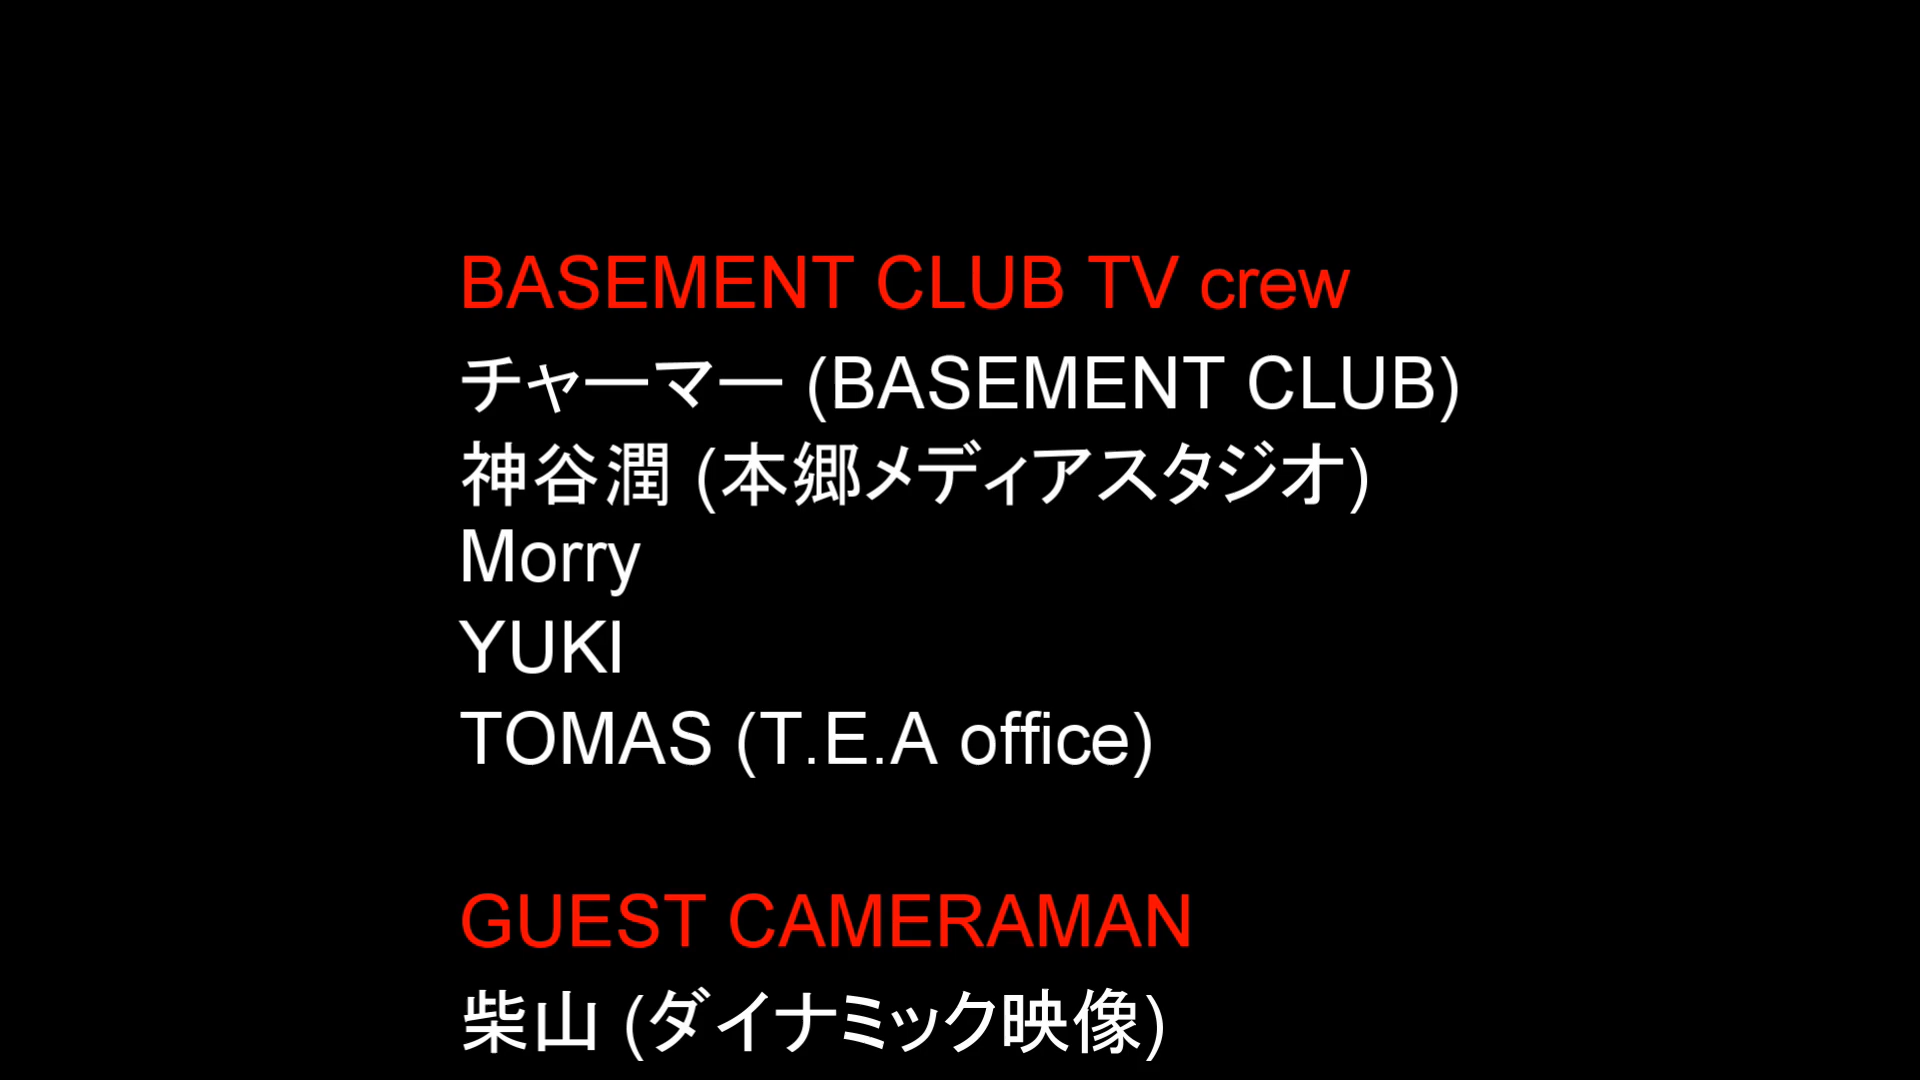 BASEMENT CLUB TV crew
チャーマー (BASEMENT CLUB)
神谷潤 (本郷メディアスタジオ)
Morry
YUKI
TOMAS (T.E.A office)
GUEST CAMERAMAN
柴山 (ダイナミック映像)